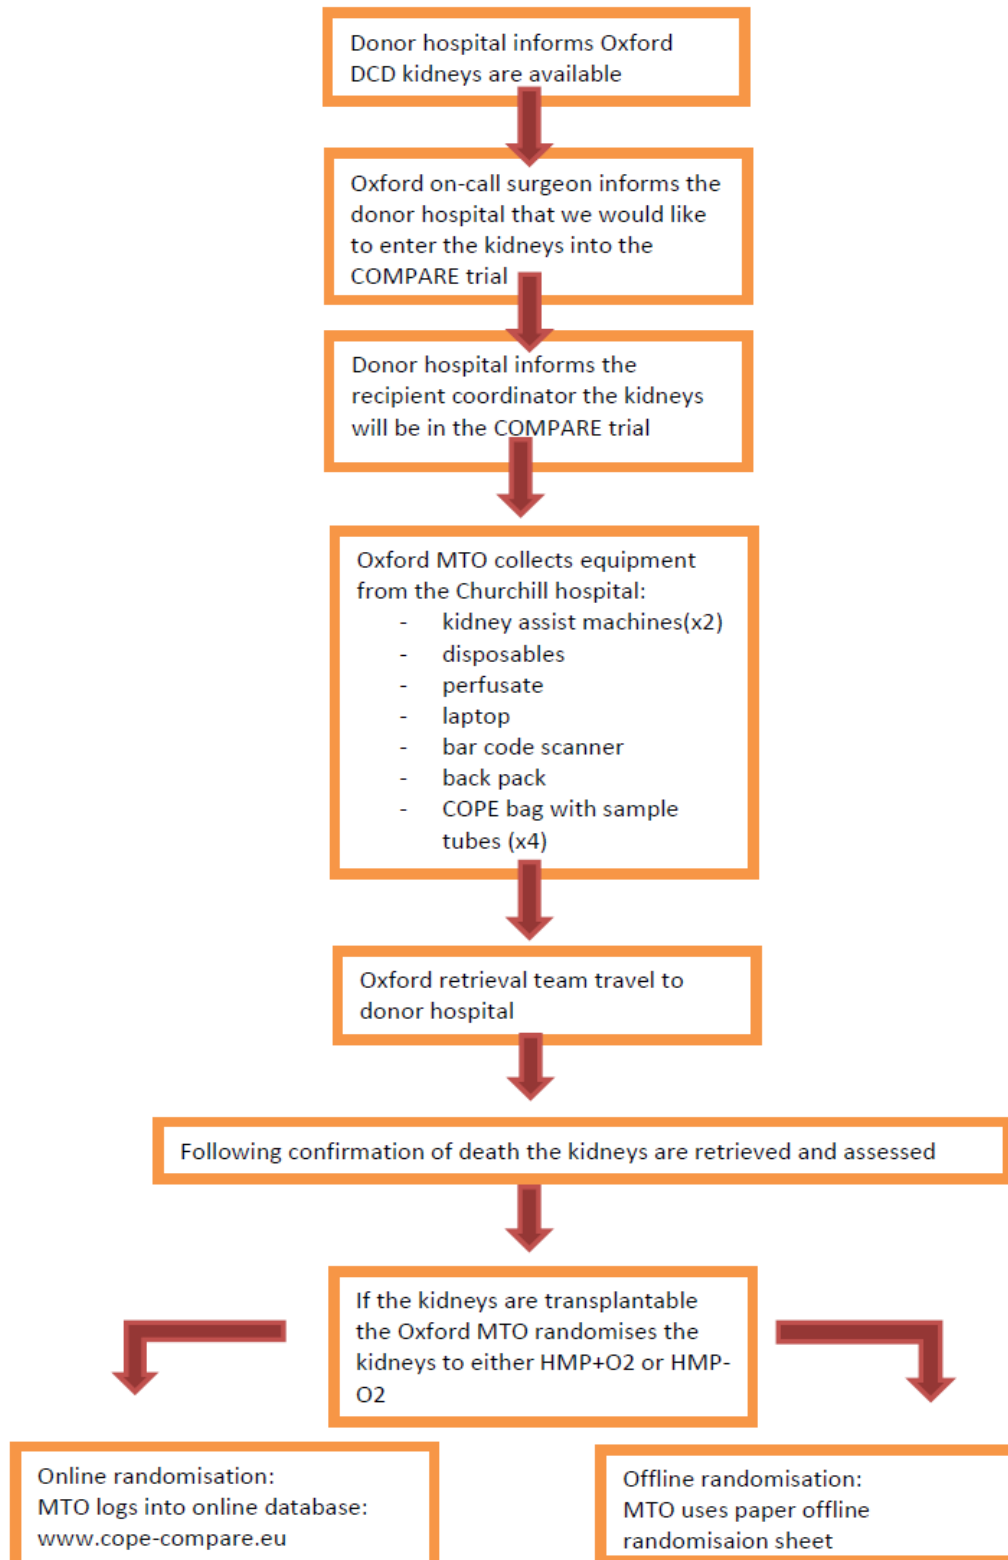 Donor hospital informs Oxford
DCD kidneys are available
Oxford on-call surgeon informs the
donor hospital that we would like
to enter the kidneys into the
COMPARE trial
Donor hospital informs the
recipient coordinator the kidneys
will be in the COMPARE trial
Oxford MTO collects equipment
from the Churchill hospital:
- kidney assist machines(x2)
- disposables
- perfusate
- laptop
- bar code scanner
- back pack
- COPE bag with sample
tubes (x4)
Oxford retrieval team travel to
donor hospital
Following confirmation of death the kidneys are retrieved and assessed
If the kidneys are transplantable
the Oxford MTO randomises the
kidneys to either HMP+O2 or HMP-
O2
Online randomisation:
MTO logs into online database:
www.cope-compare.eu
Offline randomisation:
MTO uses paper offline
randomisaion sheet